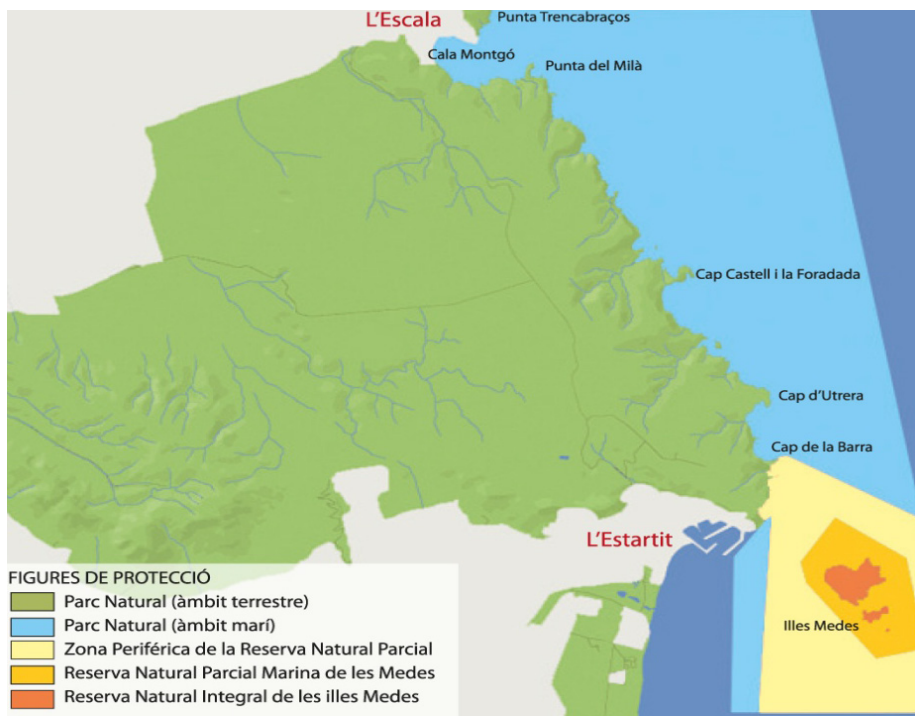 L'Escala
Punta Trencabraços
Cala Montgó
Punta del Milà
Cap Castell i la Foradada
Cap d'Utrera
Cap de la Barra
L'Estartit
Illes Medes
FIGURES DE PROTECCIÓ
Parc Natural (àmbit terrestre)
Parc Natural (àmbit marí)
Zona Periférica de la Reserva Natural Parcial
Reserva Natural Parcial Marina de les Medes
Reserva Natural Integral de les illes Medes